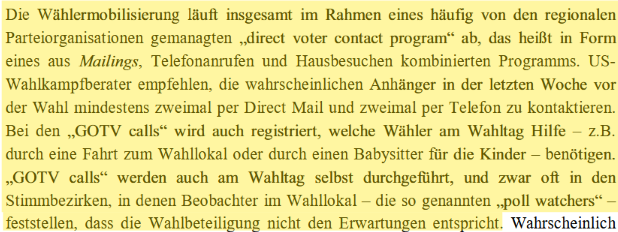 Die Wählermobilisierung läuft insgesamt im Rahmen eines häufig von den regionalen
Parteiorganisationen gemanagten „direct voter contact program“ ab, das heißt in Form
eines aus Mailings, Telefonanrufen und Hausbesuchen kombinierten Programms. US-
Wahlkampfberater empfehlen, die wahrscheinlichen Anhänger in der letzten Woche vor
der Wahl mindestens zweimal per Direct Mail und zweimal per Telefon zu kontaktieren.
Bei den „GOTV calls“ wird auch registriert, welche Wähler am Wahltag Hilfe – z.B.
durch eine Fahrt zum Wahllokal oder durch einen Babysitter für die Kinder – benötigen.
„GOTV calls“ werden auch am Wahltag selbst durchgeführt, und zwar oft in den
Stimmbezirken, in denen Beobachter im Wahllokal – die so genannten „poll watchers“ –
feststellen, dass die Wahlbeteiligung nicht den Erwartungen entspricht. Wahrscheinlich